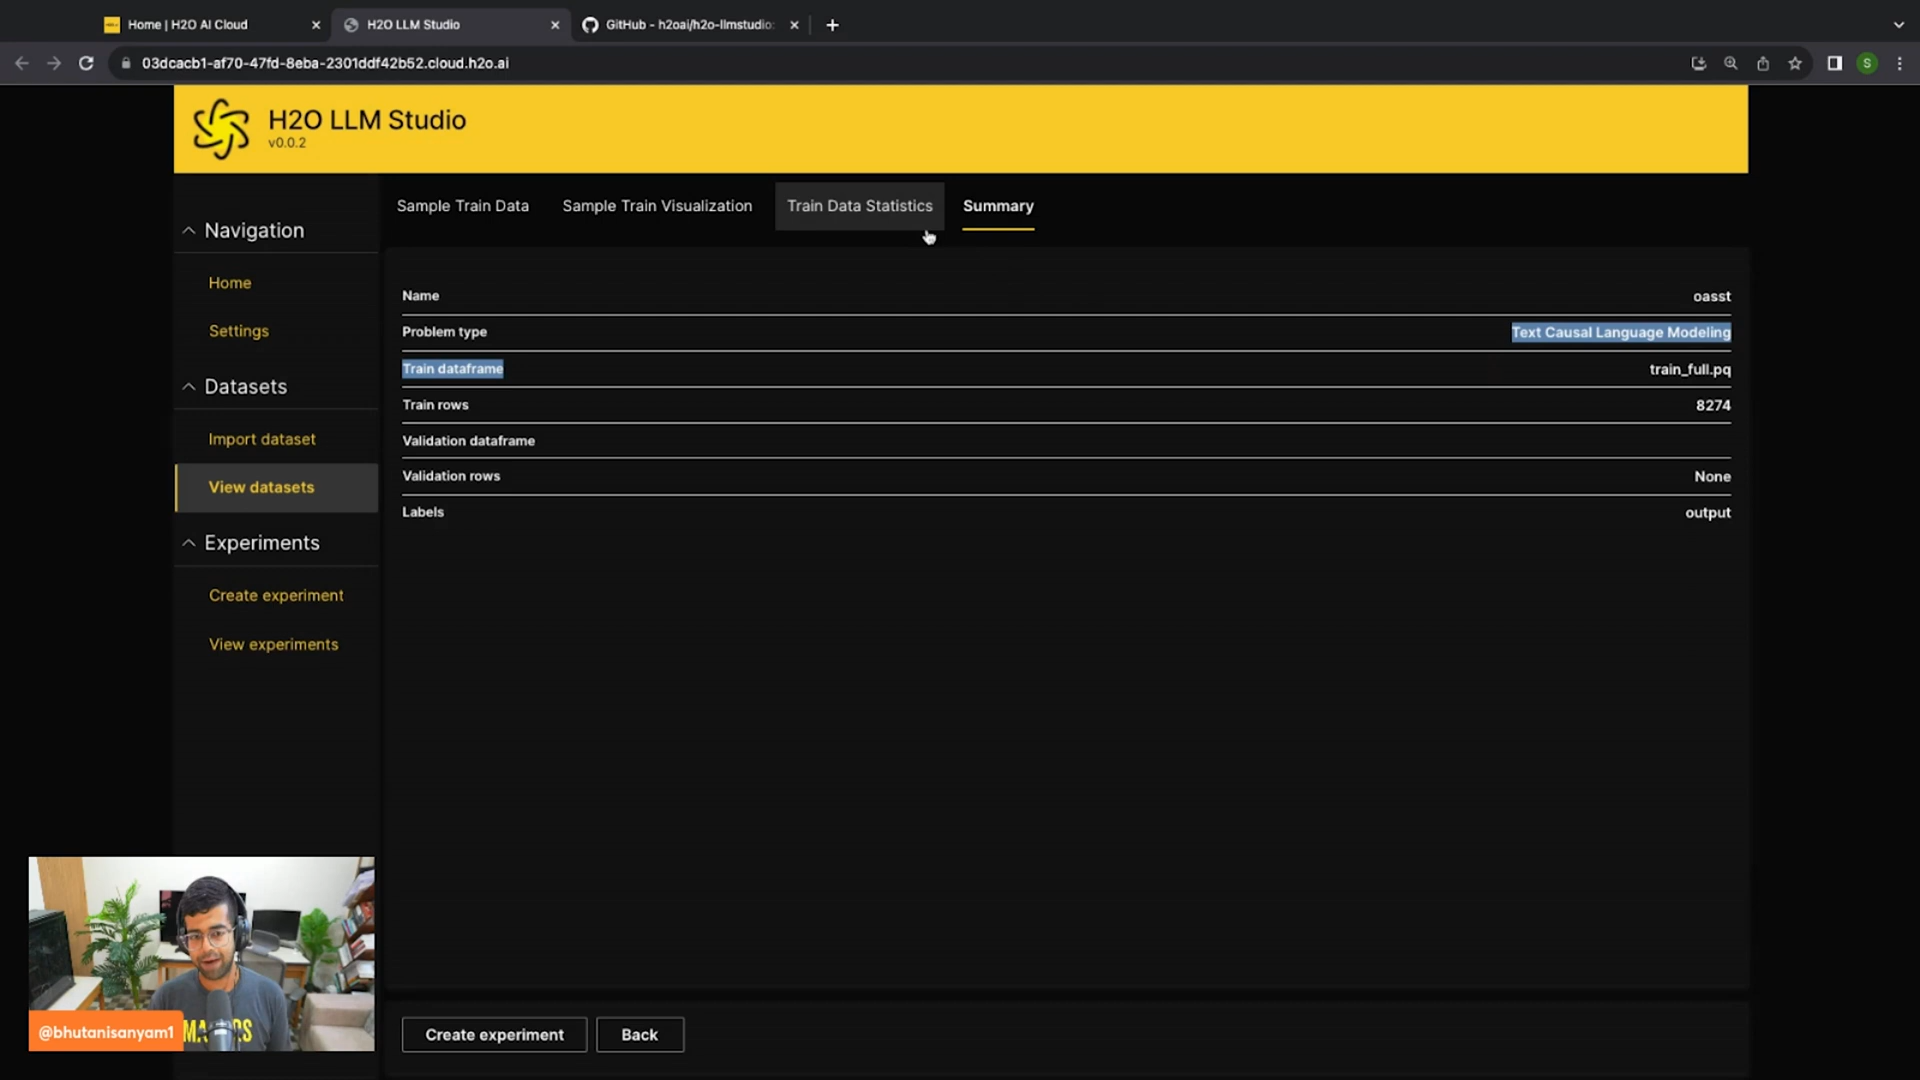 Home | H2O AI Cloud
H2O LLM Studio
GitHub - h2oai/h2o-llmstudio:
03dcacb1-af70-47fd-8eba-2301ddf42b52.cloud.h2o.ai
S
H2O LLM Studio
v0.0.2
Navigation
Home
Settings
Datasets
Import dataset
View datasets
Experiments
Create experiment
View experiments
Sample Train Data
Sample Train Visualization
Train Data Statistics
Summary
Name oasst
Problem type Text Causal Language Modeling
Train dataframe train_full.pq
Train rows 8274
Validation dataframe
Validation rows None
Labels output
Create experiment
Back
@bhutanisanyam1